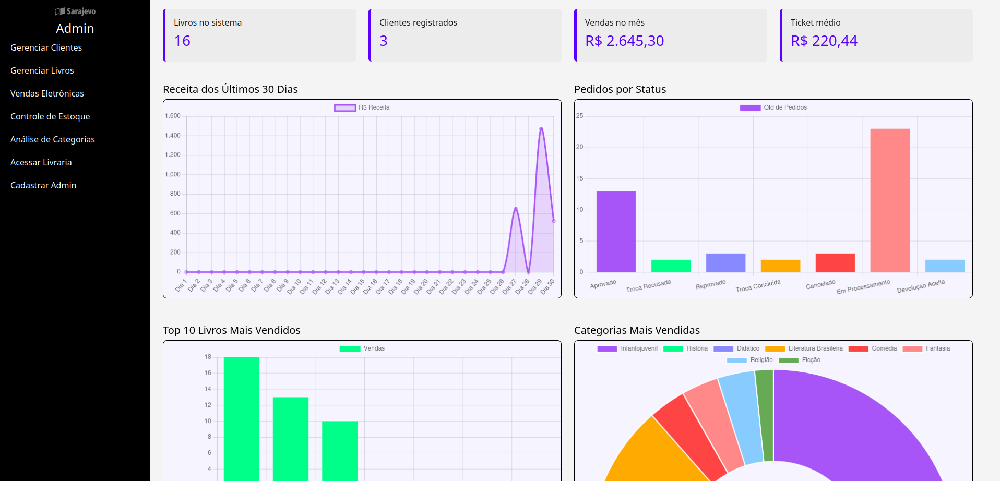 Sarajevo
Admin
Gerenciar Clientes
Gerenciar Livros
Vendas Eletrônicas
Controle de Estoque
Análise de Categorias
Acessar Livraria
Cadastrar Admin
Livros no sistema
16
Clientes registrados
3
Vendas no mês
R$ 2.645,30
Ticket médio
R$ 220,44
Receita dos Últimos 30 Dias
R$ Receita
1.600
1.400
1.200
1.000
800
600
400
200
0
Dia 1
Dia 2
Dia 3
Dia 4
Dia 5
Dia 6
Dia 7
Dia 8
Dia 9
Dia 10
Dia 11
Dia 12
Dia 13
Dia 14
Dia 15
Dia 16
Dia 17
Dia 18
Dia 19
Dia 20
Dia 21
Dia 22
Dia 23
Dia 24
Dia 25
Dia 26
Dia 27
Dia 28
Dia 29
Dia 30
Pedidos por Status
Qtd de Pedidos
25
20
15
10
5
0
Aprovado
Troca Recusada
Reprovado
Troca Concluida
Cancelado
Em Processamento
Devolução Aceita
Top 10 Livros Mais Vendidos
Vendas
18
16
14
12
10
8
6
4
Categorias Mais Vendidas
Infantojuvenil
História
Didático
Literatura Brasileira
Comédia
Fantasia
Religião
Ficção